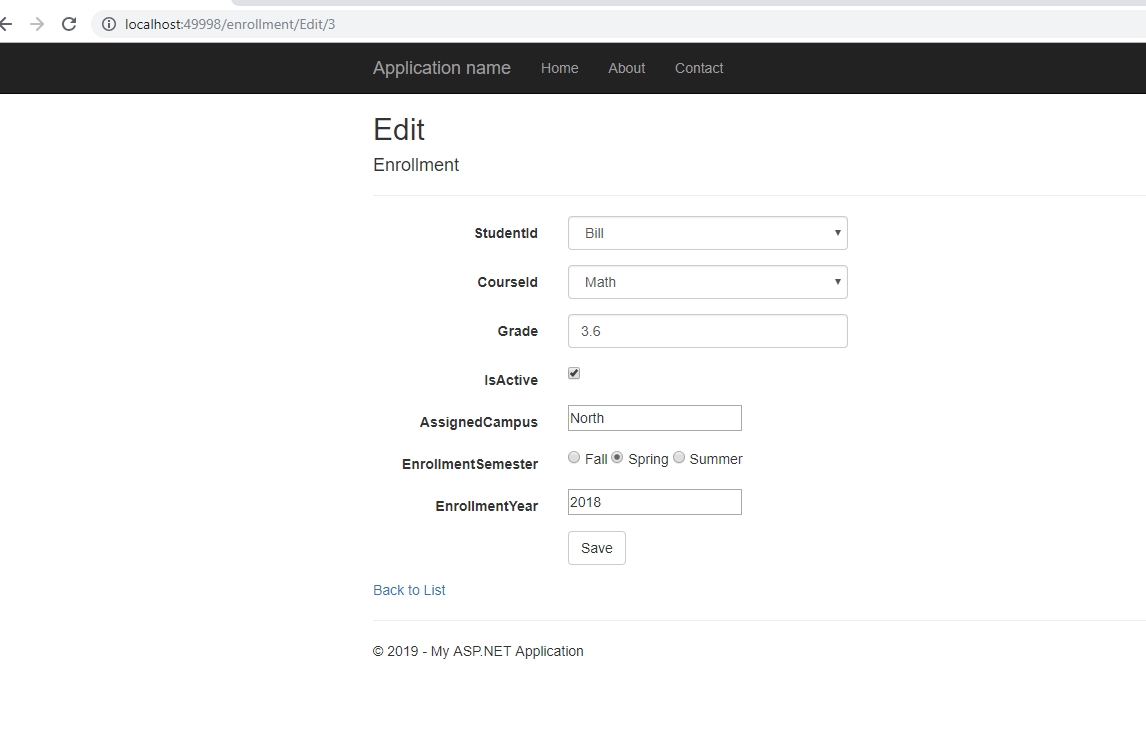 localhost:49998/enrollment/Edit/3
Application name Home About Contact
Edit
Enrollment
StudentId Bill
CourseId Math
Grade 3.6
IsActive
AssignedCampus North
EnrollmentSemester Fall Spring Summer
EnrollmentYear 2018
Save
Back to List
© 2019 - My ASP.NET Application